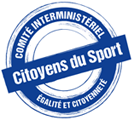 COMITÉ INTERMINISTÉRIEL
Citoyens du Sport
ÉGALITÉ ET CITOYENNETÉ